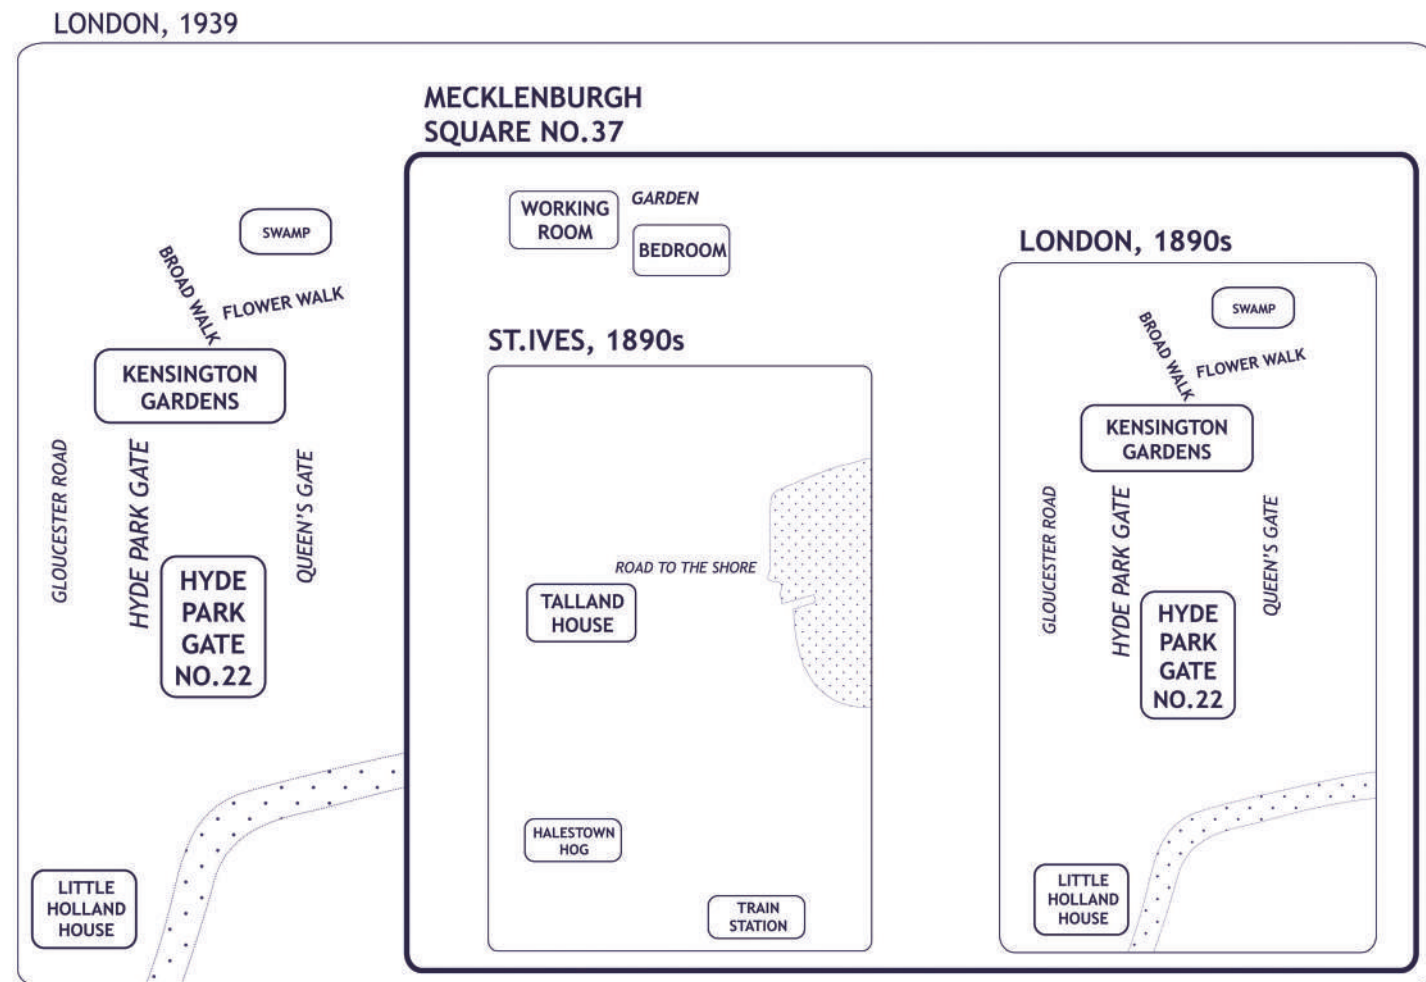 LONDON, 1939
MECKLENBURGH
SQUARE NO.37
SWAMP
BROAD WALK
FLOWER WALK
KENSINGTON
GARDENS
GLOUCESTER ROAD
HYDE PARK GATE
QUEEN'S GATE
HYDE
PARK
GATE
NO.22
LITTLE
HOLLAND
HOUSE
WORKING
ROOM
GARDEN
BEDROOM
ST.IVES, 1890s
ROAD TO THE SHORE
TALLAND
HOUSE
HALESTOWN
HOG
TRAIN
STATION
LONDON, 1890s
SWAMP
BROAD WALK
FLOWER WALK
KENSINGTON
GARDENS
GLOUCESTER ROAD
HYDE PARK GATE
QUEEN'S GATE
HYDE
PARK
GATE
NO.22
LITTLE
HOLLAND
HOUSE